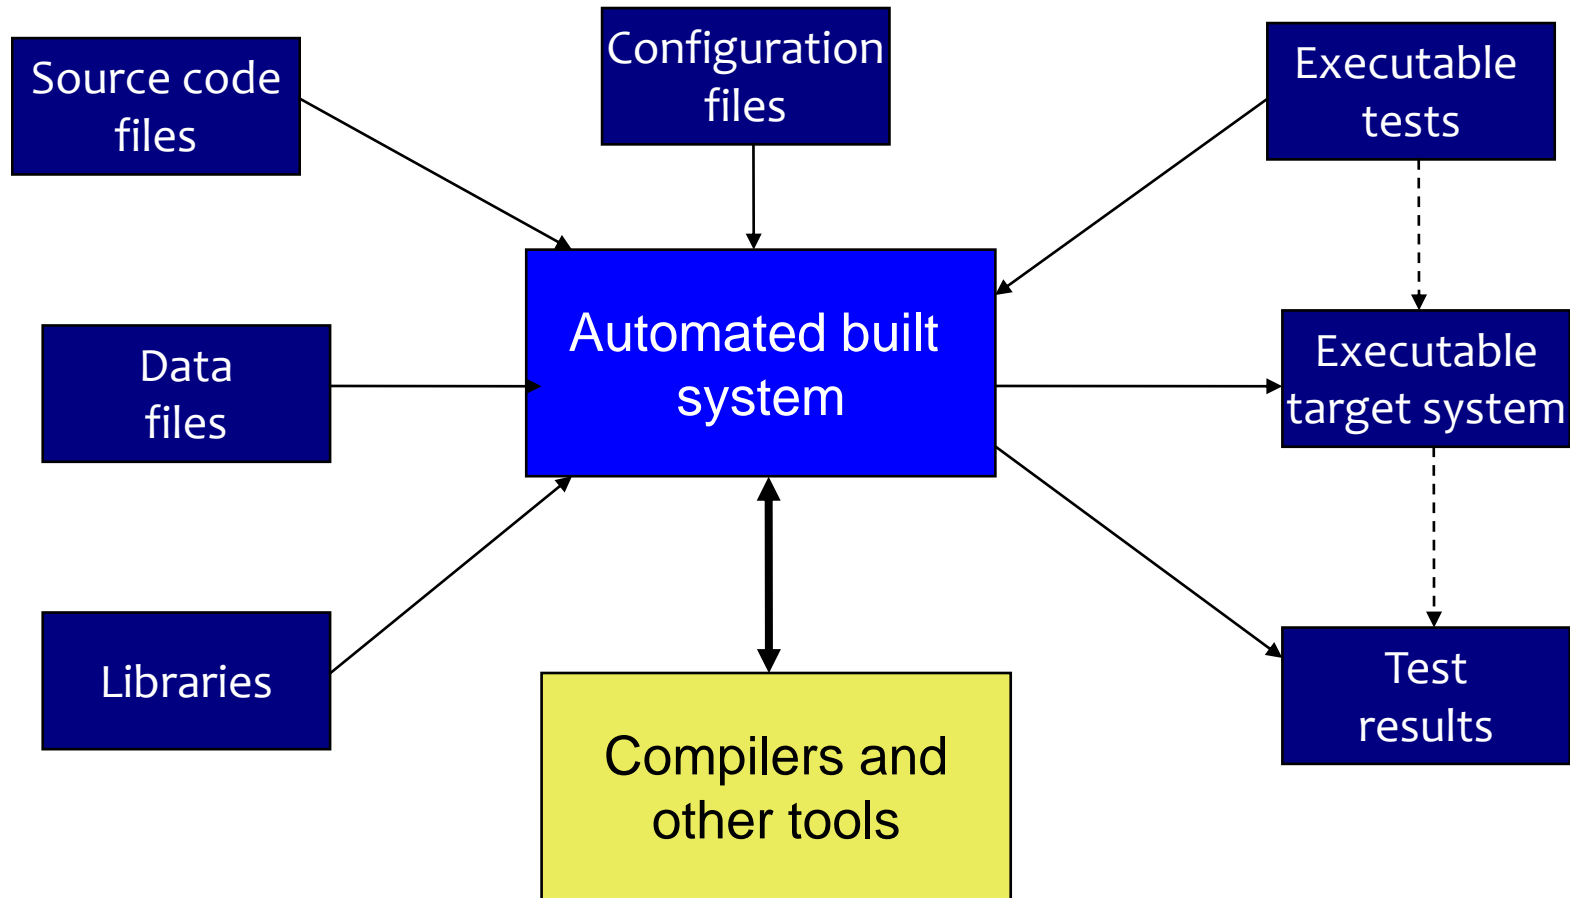 Source code
files
Configuration
files
Executable
tests
Data
files
Automated built
system
Executable
target system
Libraries
Compilers and
other tools
Test
results